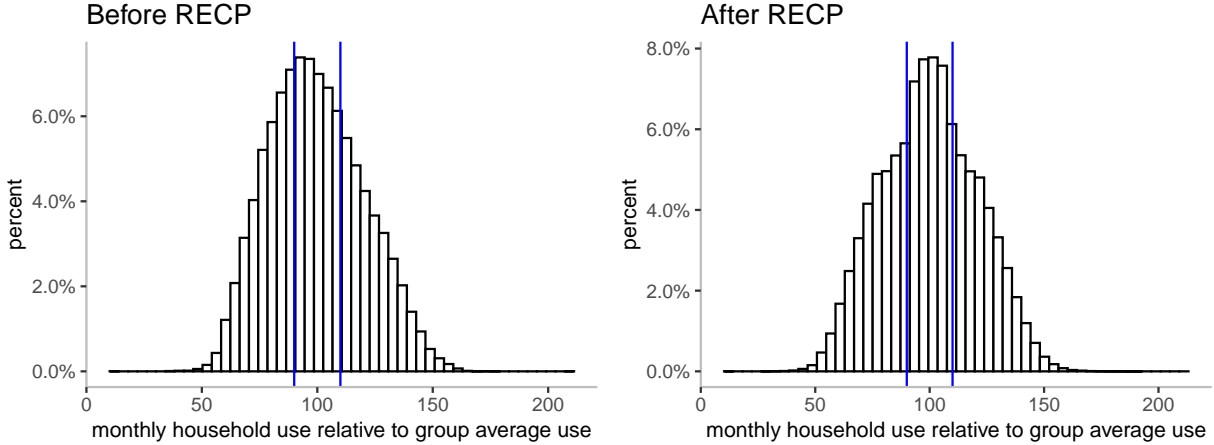 Before RECP
percent
6.0%
4.0%
2.0%
0.0%
0 50 100 150 200
monthly household use relative to group average use
After RECP
percent
8.0%
6.0%
4.0%
2.0%
0.0%
0 50 100 150 200
monthly household use relative to group average use